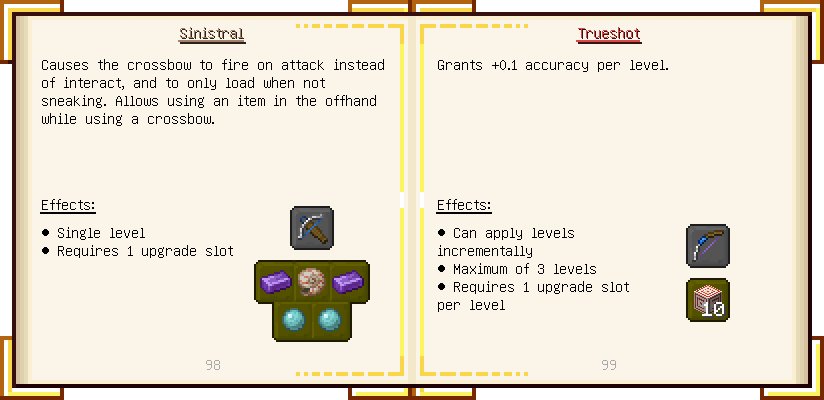 Sinistral
Causes the crossbow to fire on attack instead
of interact, and to only load when not
sneaking. Allows using an item in the offhand
while using a crossbow.
Effects:
● Single level
● Requires 1 upgrade slot
98
Trueshot
Grants +0.1 accuracy per level.
Effects:
● Can apply levels
incrementally
● Maximum of 3 levels
● Requires 1 upgrade slot
per level
10
99